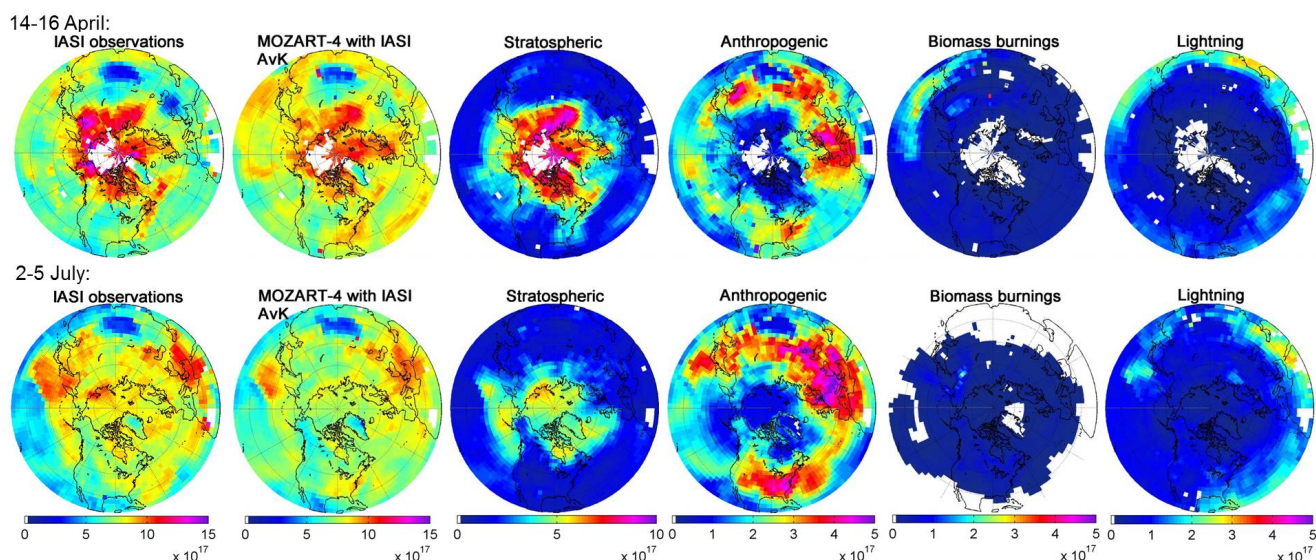 14-16 April:
IASI observations
MOZART-4 with IASI
AvK
Stratospheric
Anthropogenic
Biomass burnings
Lightning
2-5 July:
IASI observations
MOZART-4 with IASI
AvK
Stratospheric
Anthropogenic
Biomass burnings
Lightning
0 5 10 15
x 10^17
0 5 10 15
x 10^17
0 5 10
x 10^17
0 1 2 3 4 5
x 10^17
0 1 2 3 4 5
x 10^17
0 1 2 3 4 5
x 10^17